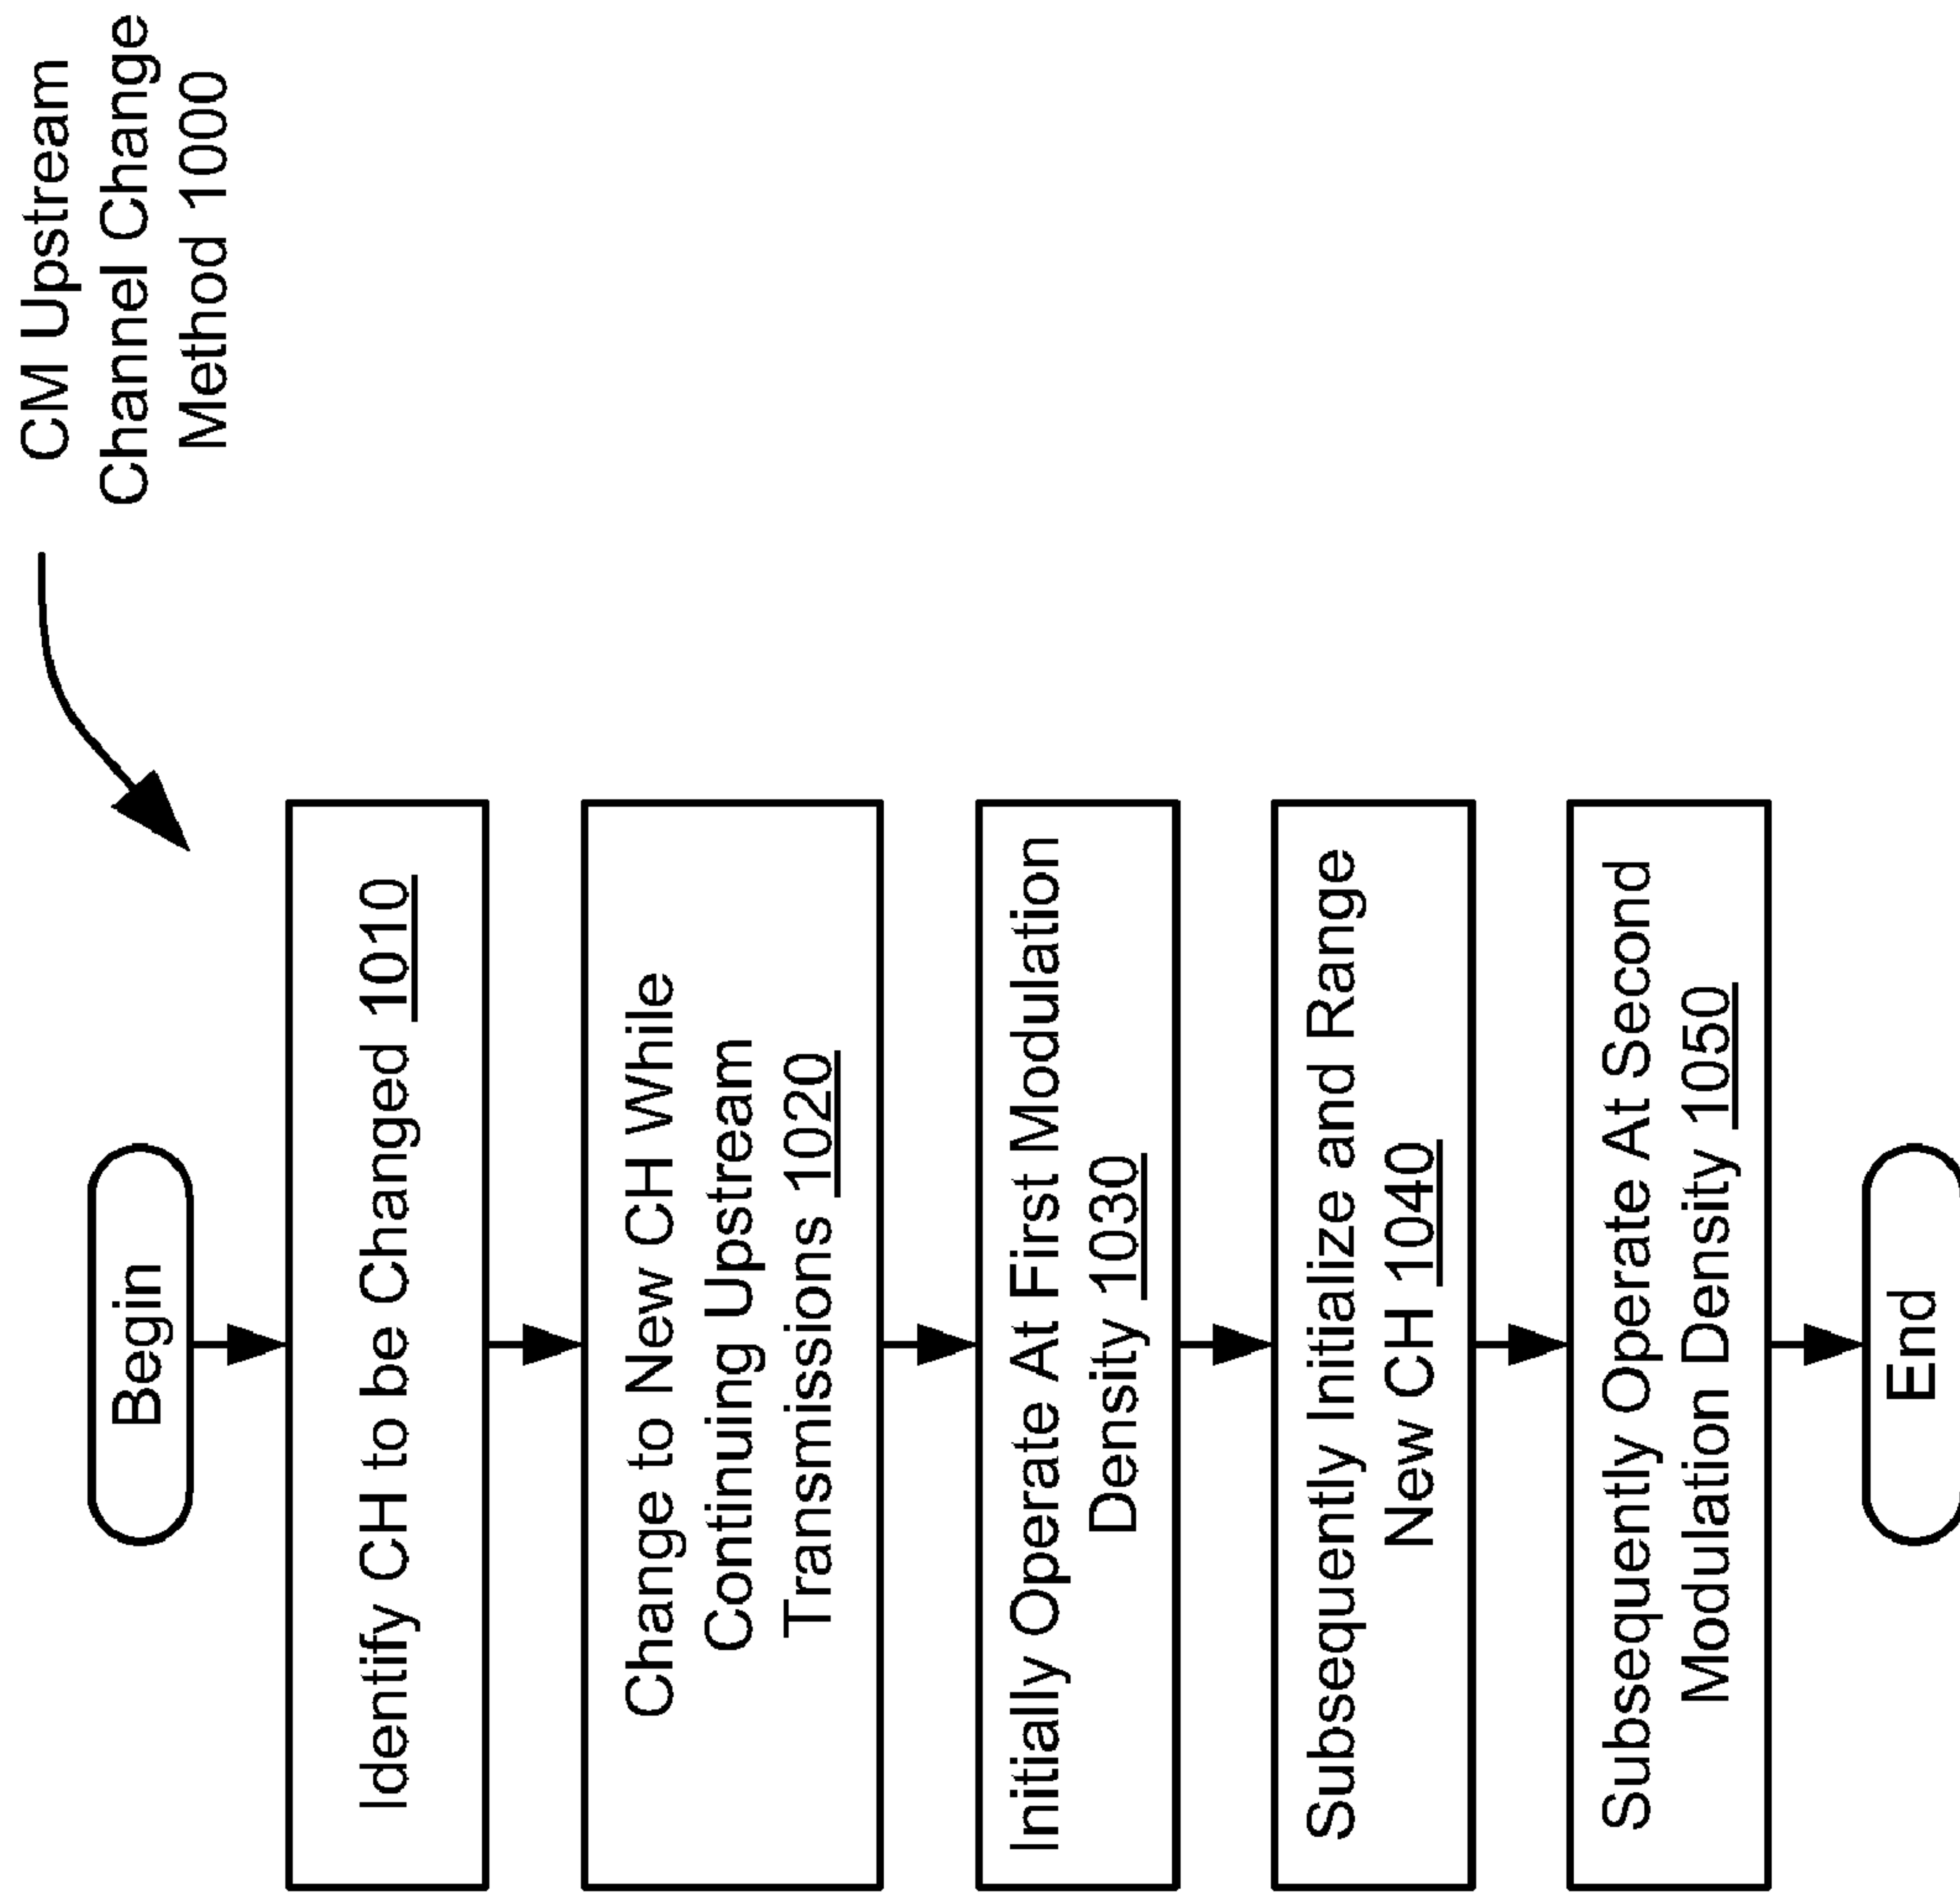 CM Upstream
Channel Change
Method 1000
Begin
Identify CH to be Changed 1010
Change to New CH While
Continuing Upstream
Transmissions 1020
Initially Operate At First Modulation
Density 1030
Subsequently Initialize and Range
New CH 1040
Subsequently Operate At Second
Modulation Density 1050
End